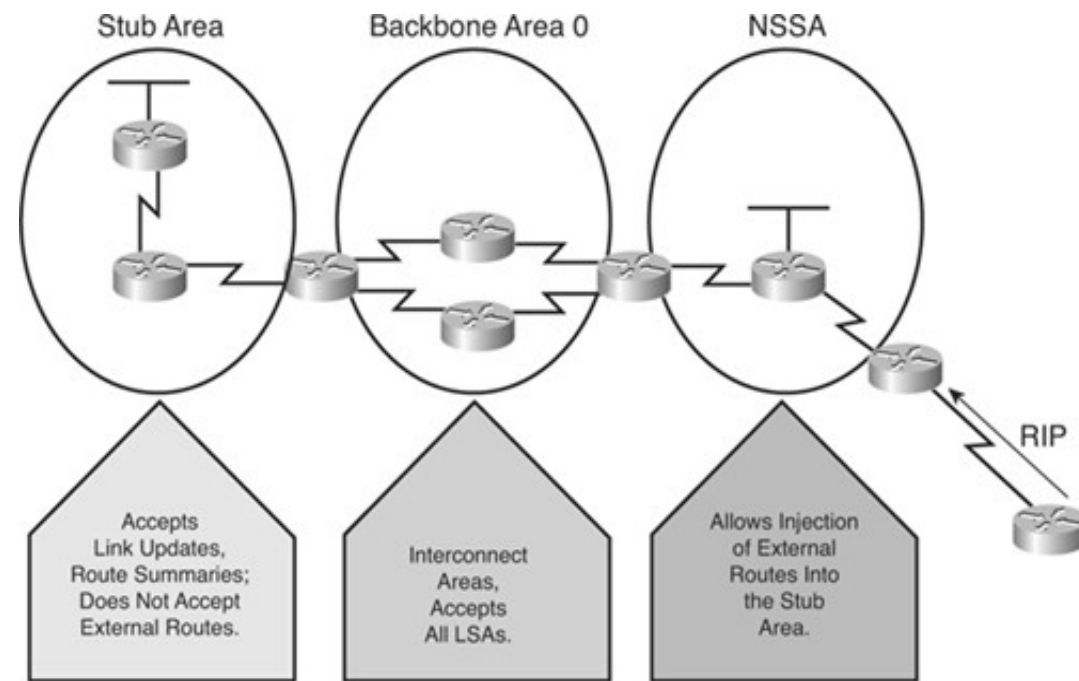 Stub Area
Backbone Area 0
NSSA
RIP
Accepts
Link Updates,
Route Summaries;
Does Not Accept
External Routes.
Interconnect
Areas,
Accepts
All LSAs.
Allows Injection
of External
Routes Into
the Stub
Area.